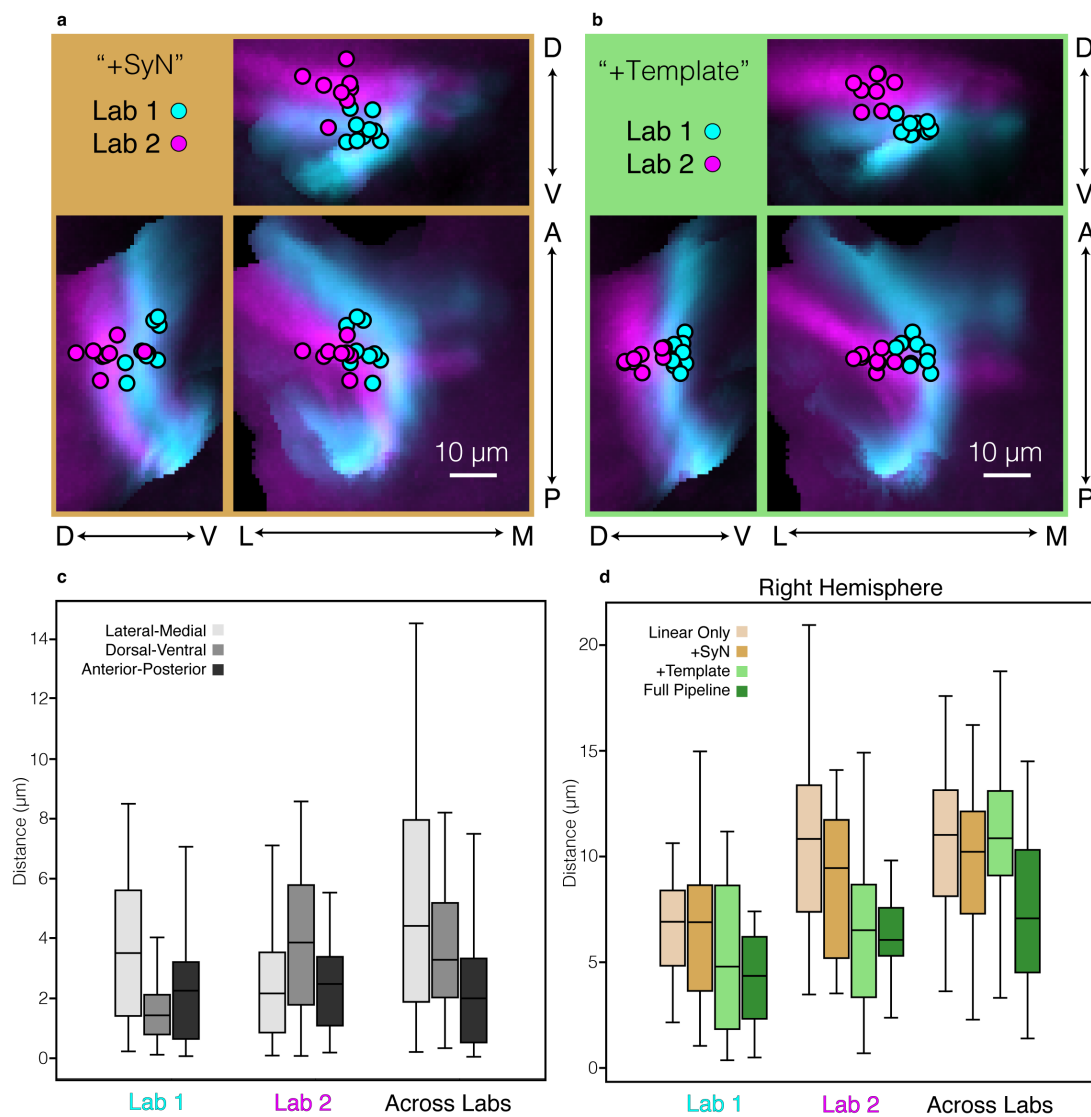 a
"+SyN"
Lab 1
Lab 2
D
V
A
P
10 µm
D
V
L
M
b
"+Template"
Lab 1
Lab 2
D
V
A
P
10 µm
D
V
L
M
c
Lateral-Medial
Dorsal-Ventral
Anterior-Posterior
Distance (µm)
14
12
10
8
6
4
2
0
Lab 1
Lab 2
Across Labs
d
Right Hemisphere
Linear Only
+SyN
+Template
Full Pipeline
Distance (µm)
20
15
10
5
0
Lab 1
Lab 2
Across Labs